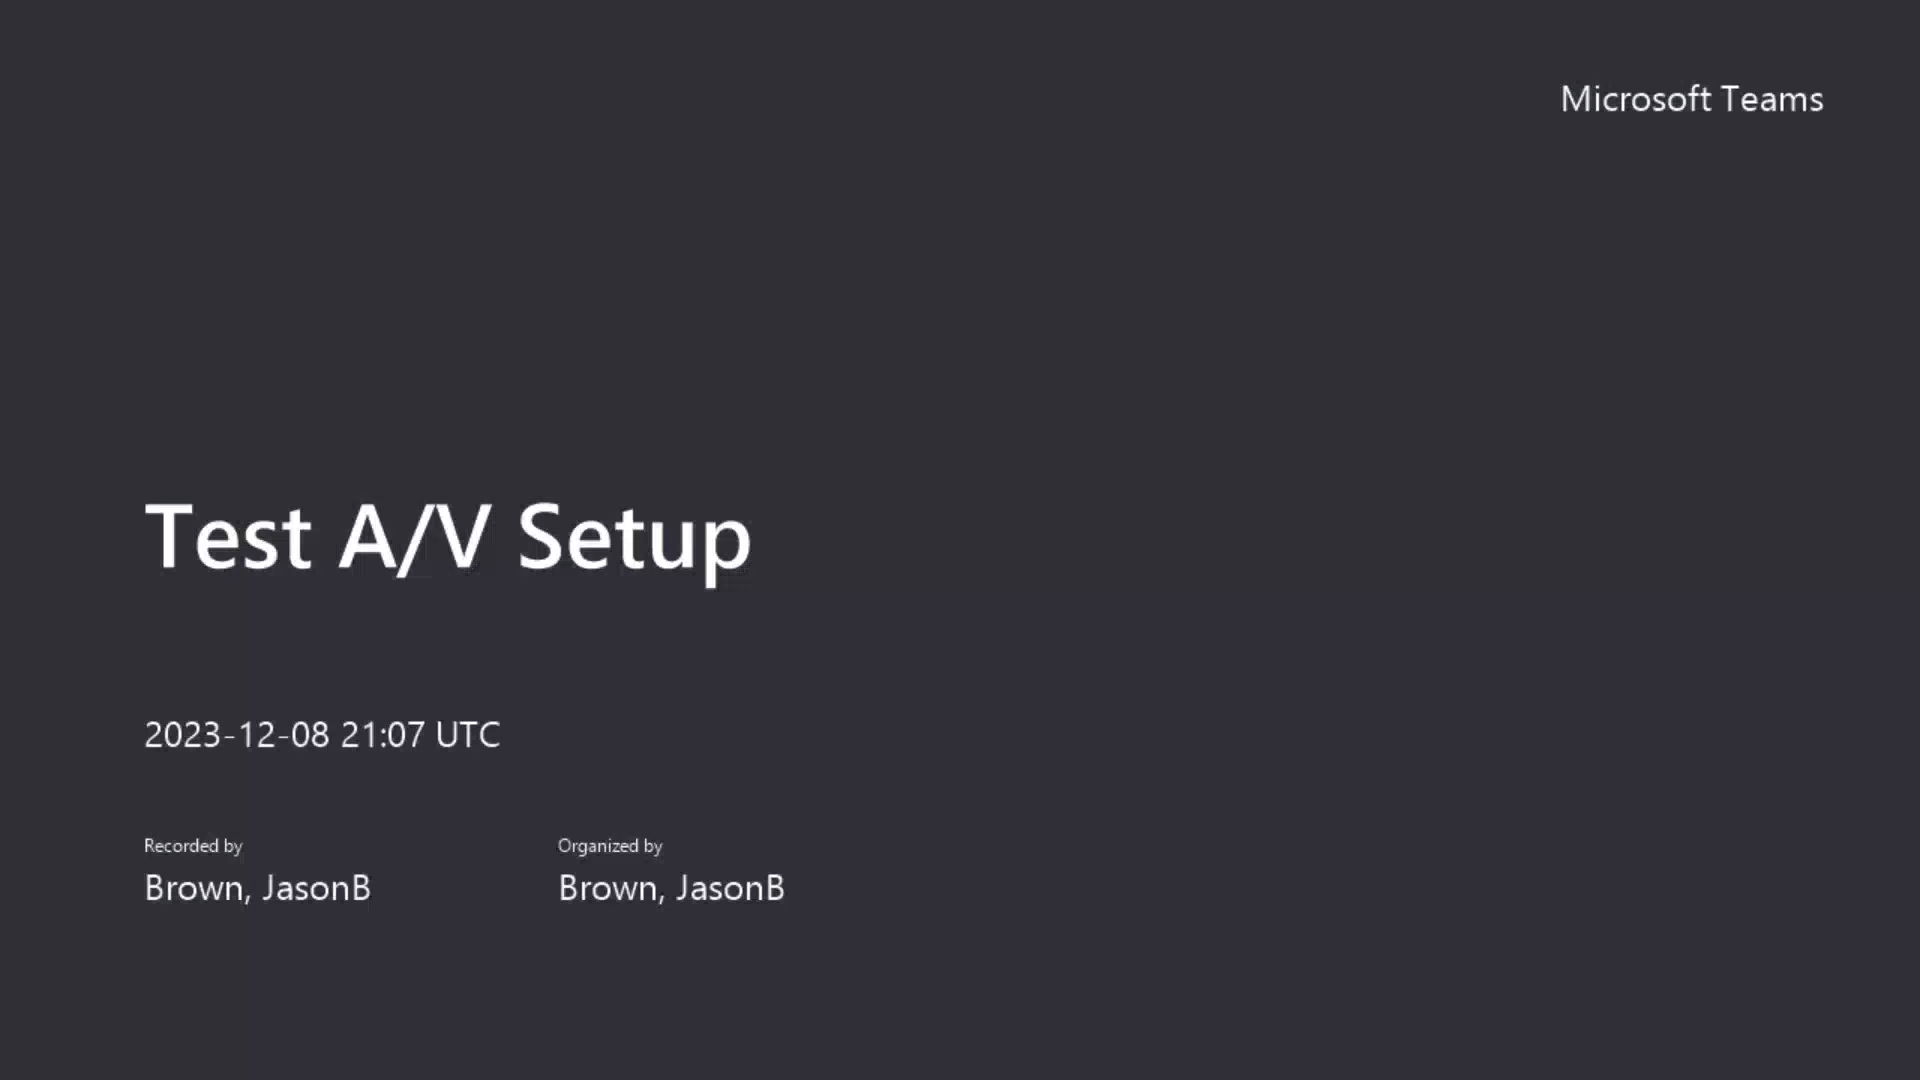 Microsoft Teams
Test A/V Setup
2023-12-08 21:07 UTC
Recorded by
Brown, JasonB
Organized by
Brown, JasonB